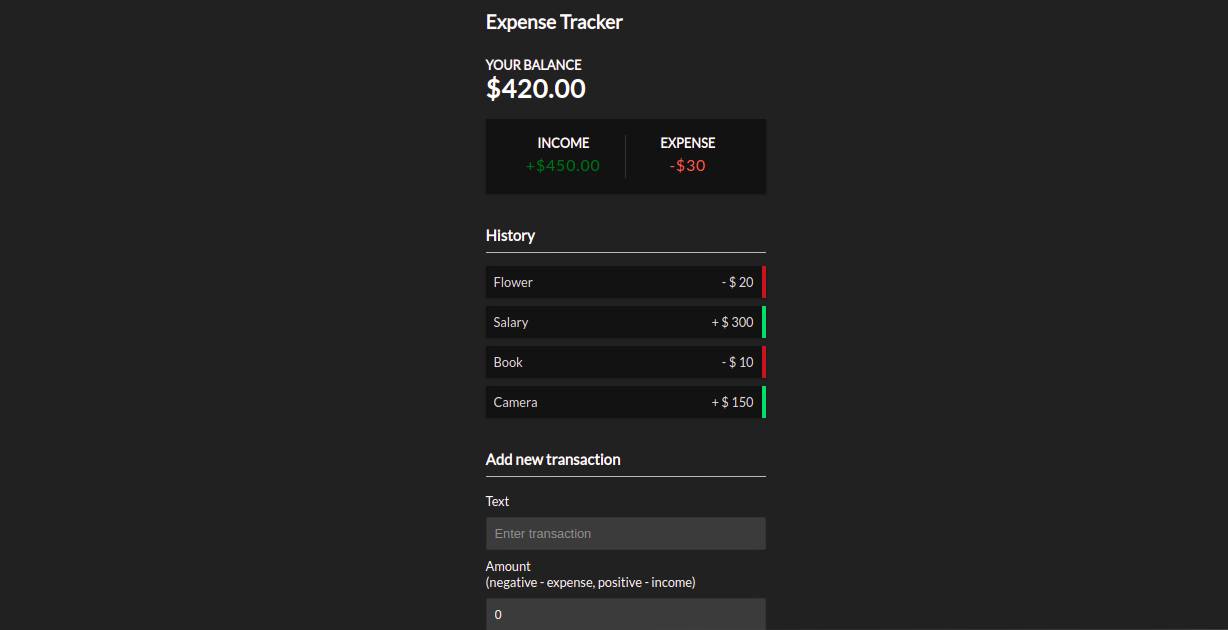 Expense Tracker
YOUR BALANCE
$420.00
INCOME
EXPENSE
+$450.00
-$30
History
Flower
- $ 20
Salary
+ $ 300
Book
- $ 10
Camera
+ $ 150
Add new transaction
Text
Enter transaction
Amount
(negative - expense, positive - income)
0